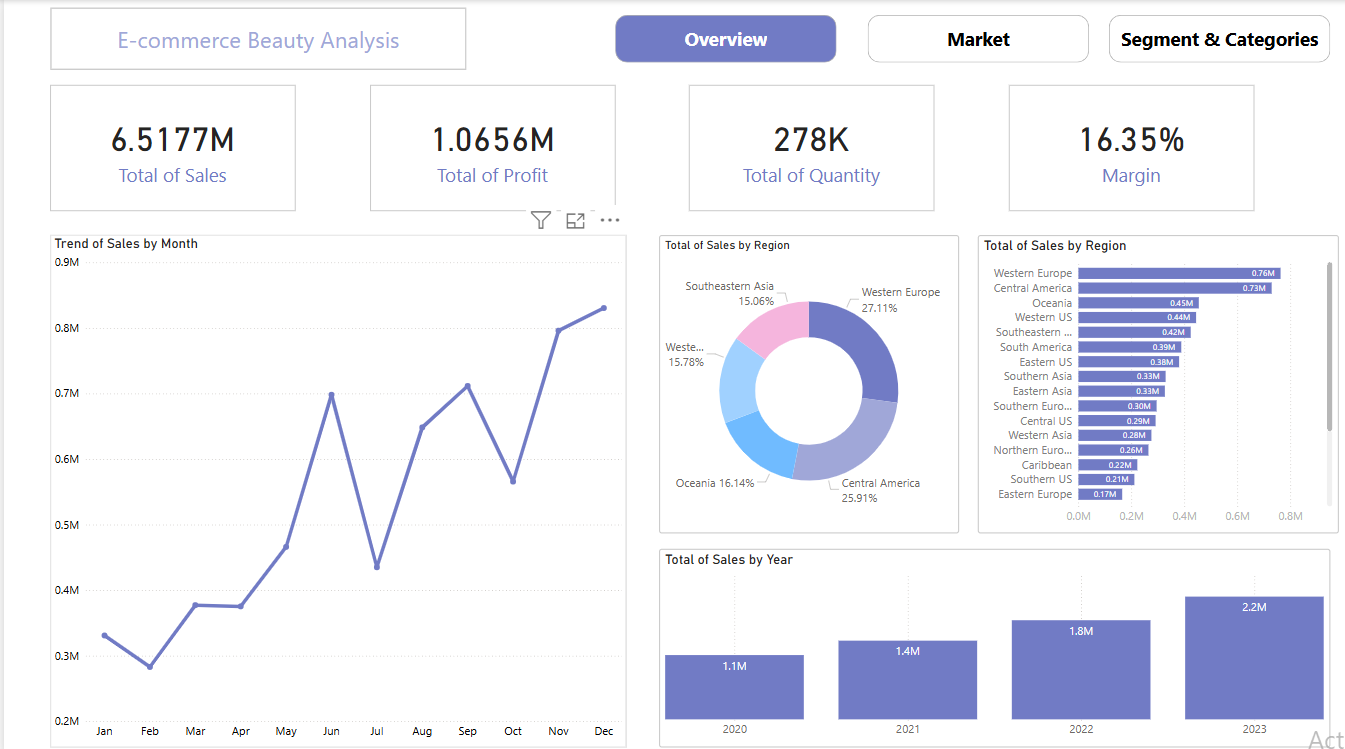 E-commerce Beauty Analysis
Overview
Market
Segment & Categories
6.5177M
Total of Sales
1.0656M
Total of Profit
278K
Total of Quantity
16.35%
Margin
Trend of Sales by Month
0.9M
0.8M
0.7M
0.6M
0.5M
0.4M
0.3M
0.2M
Jan Feb Mar Apr May Jun Jul Aug Sep Oct Nov Dec
Total of Sales by Region
Southeastern Asia
15.06%
Western Europe
27.11%
Weste...
15.78%
Oceania 16.14%
Central America
25.91%
Total of Sales by Region
Western Europe 0.76M
Central America 0.73M
Oceania 0.45M
Western US 0.44M
Southeastern ... 0.42M
South America 0.39M
Eastern US 0.38M
Southern Asia 0.33M
Eastern Asia 0.33M
Southern Euro... 0.30M
Central US 0.29M
Western Asia 0.28M
Northern Euro... 0.26M
Caribbean 0.22M
Southern US 0.21M
Eastern Europe 0.17M
0.0M 0.2M 0.4M 0.6M 0.8M
Total of Sales by Year
1.1M 1.4M 1.8M 2.2M
2020 2021 2022 2023
Act